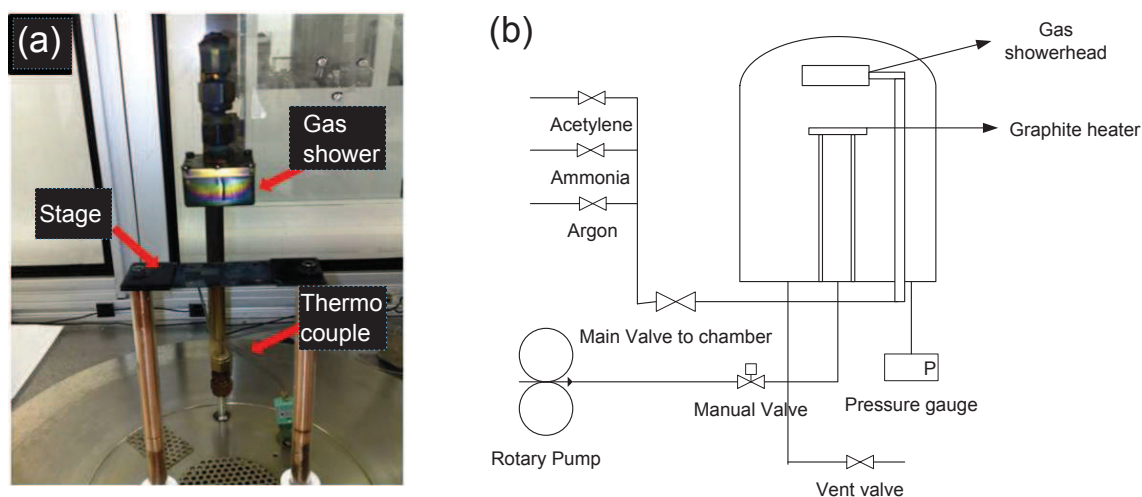 (a)
Gas
shower
Stage
Thermo
couple
(b)
Gas
showerhead
Graphite heater
Acetylene
Ammonia
Argon
Main Valve to chamber
P
Manual Valve
Pressure gauge
Rotary Pump
Vent valve